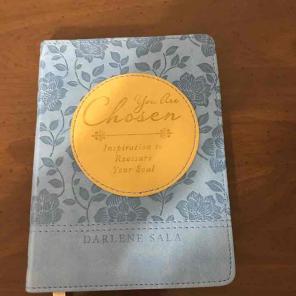 You Are
Chosen
Inspiration to
Reassure
Your Soul
DARLENE SALA